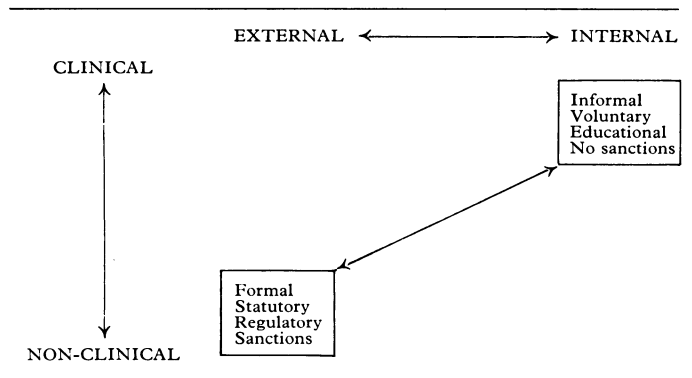 EXTERNAL INTERNAL
CLINICAL
Informal
Voluntary
Educational
No sanctions
Formal
Statutory
Regulatory
Sanctions
NON-CLINICAL